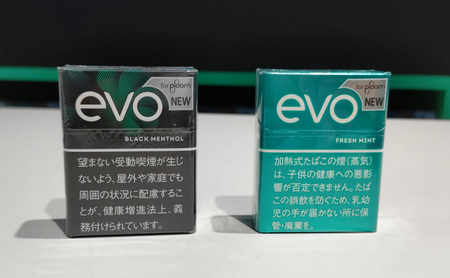 for ploom
evo
NEW
BLACK MENTHOL
望まない受動喫煙が生じ
ないよう、屋外や家庭でも
周囲の状況に配慮するこ
とが、健康増進法上、義
務付けられています。
for ploom
evo
NEW
FRESH MINT
加熱式たばこの煙(蒸気)
は、子供の健康への悪影
響が否定できません。たば
この誤飲を防ぐため、乳幼
児の手が届かない所に保
管・廃棄を。